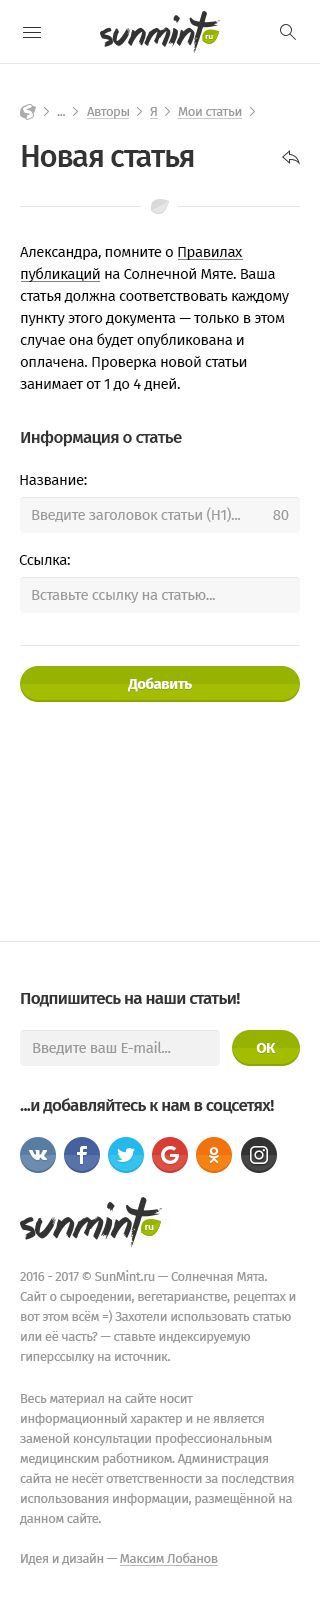 sunmint ru
... Авторы Я Мои статьи
Новая статья
Александра, помните о Правилах
публикаций на Солнечной Мяте. Ваша
статья должна соответствовать каждому
пункту этого документа — только в этом
случае она будет опубликована и
оплачена. Проверка новой статьи
занимает от 1 до 4 дней.
Информация о статье
Название:
Введите заголовок статьи (H1)... 80
Ссылка:
Вставьте ссылку на статью...
Добавить
Подпишитесь на наши статьи!
Введите ваш E-mail... ОК
...и добавляйтесь к нам в соцсетях!
sunmint ru
2016 - 2017 © SunMint.ru — Солнечная Мята.
Сайт о сыроедении, вегетарианстве, рецептах и
вот этом всём =) Захотели использовать статью
или её часть? — ставьте индексируемую
гиперссылку на источник.
Весь материал на сайте носит
информационный характер и не является
заменой консультации профессиональным
медицинским работником. Администрация
сайта не несёт ответственности за последствия
использования информации, размещённой на
данном сайте.
Идея и дизайн — Максим Лобанов